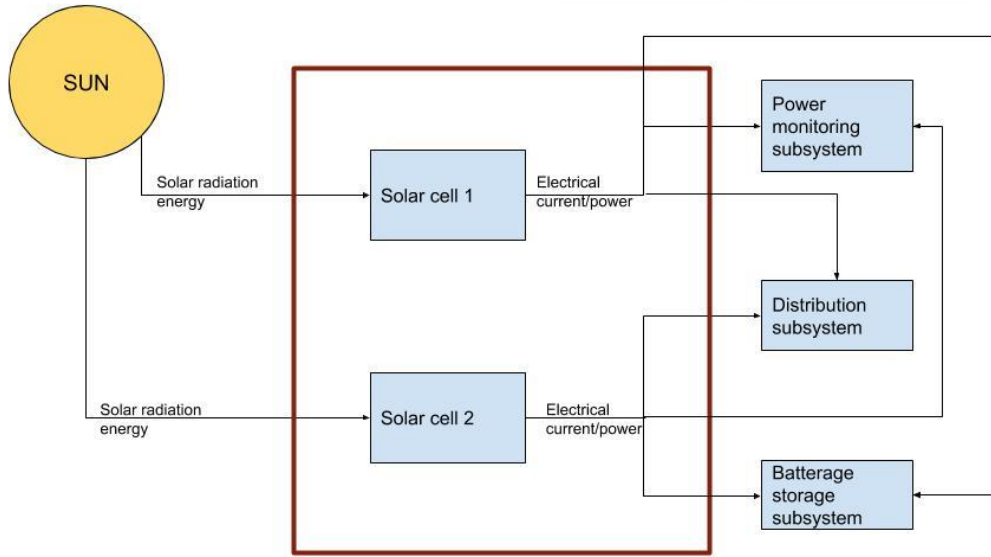 SUN
Power
monitoring
subsystem
Solar radiation
energy
Solar cell 1
Electrical
current/power
Distribution
subsystem
Solar radiation
energy
Solar cell 2
Electrical
current/power
Batterage
storage
subsystem